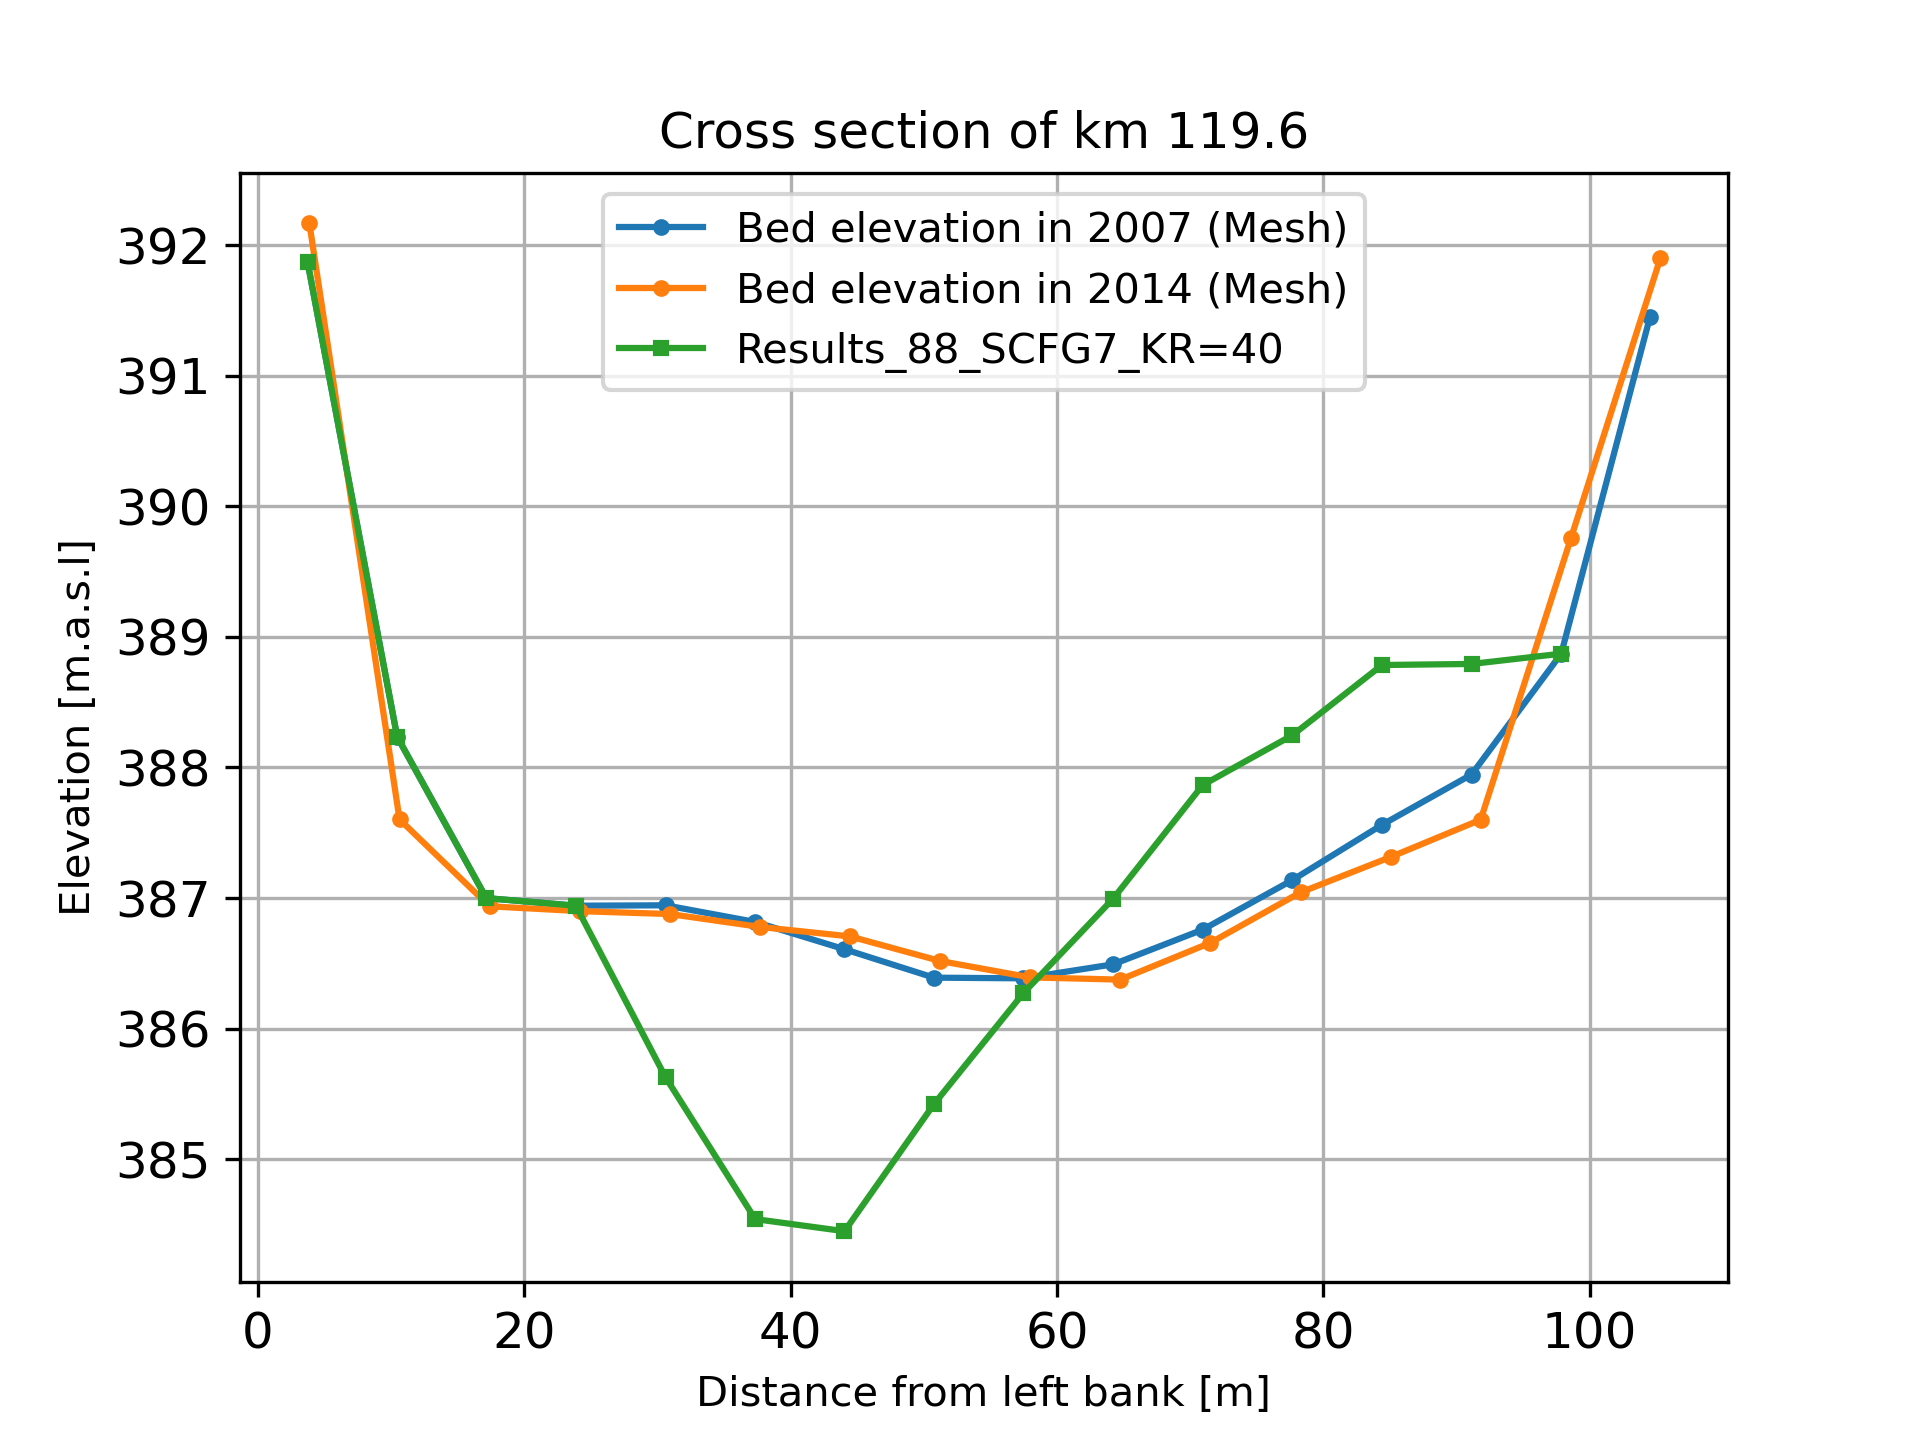 Cross section of km 119.6
Bed elevation in 2007 (Mesh)
Bed elevation in 2014 (Mesh)
Results_88_SCFG7_KR=40
392
391
390
389
388
387
386
385
Elevation [m.a.s.l]
0 20 40 60 80 100
Distance from left bank [m]